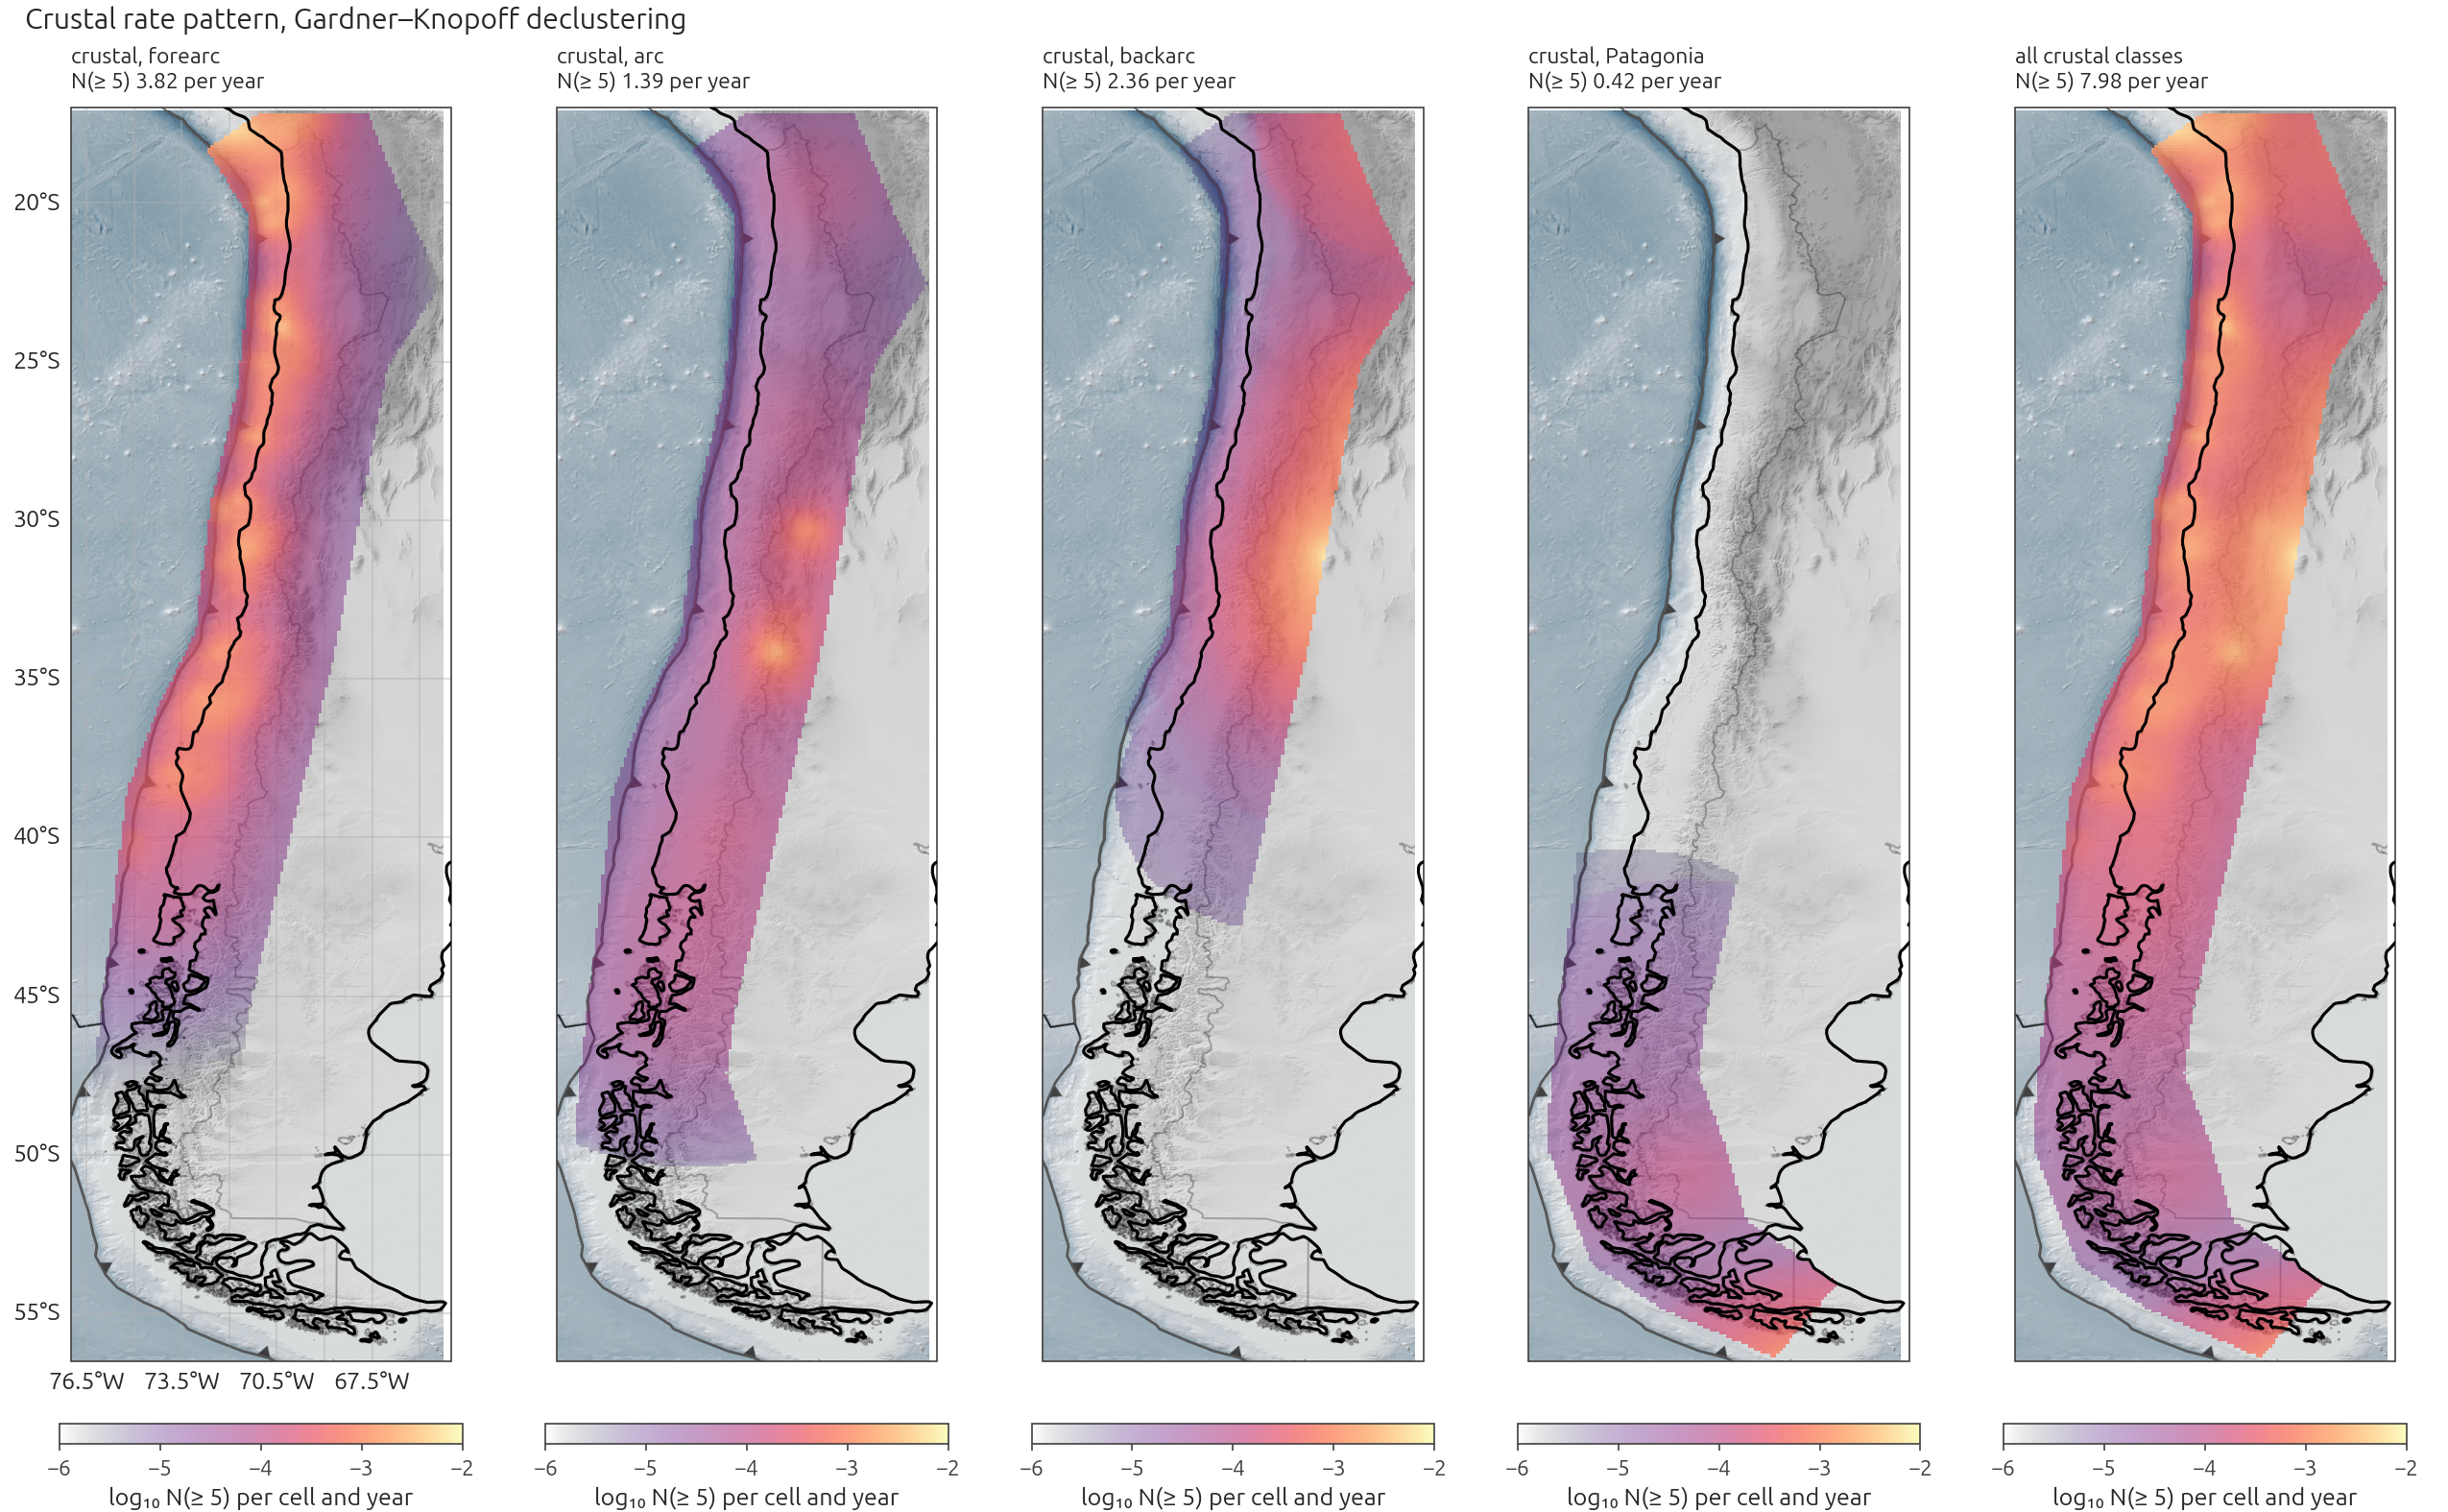 Crustal rate pattern, Gardner–Knopoff declustering
crustal, forearc
N(≥ 5) 3.82 per year
crustal, arc
N(≥ 5) 1.39 per year
crustal, backarc
N(≥ 5) 2.36 per year
crustal, Patagonia
N(≥ 5) 0.42 per year
all crustal classes
N(≥ 5) 7.98 per year
20°S
25°S
30°S
35°S
40°S
45°S
50°S
55°S
76.5°W 73.5°W 70.5°W 67.5°W
−6 −5 −4 −3 −2
log₁₀ N(≥ 5) per cell and year
−6 −5 −4 −3 −2
log₁₀ N(≥ 5) per cell and year
−6 −5 −4 −3 −2
log₁₀ N(≥ 5) per cell and year
−6 −5 −4 −3 −2
log₁₀ N(≥ 5) per cell and year
−6 −5 −4 −3 −2
log₁₀ N(≥ 5) per cell and year